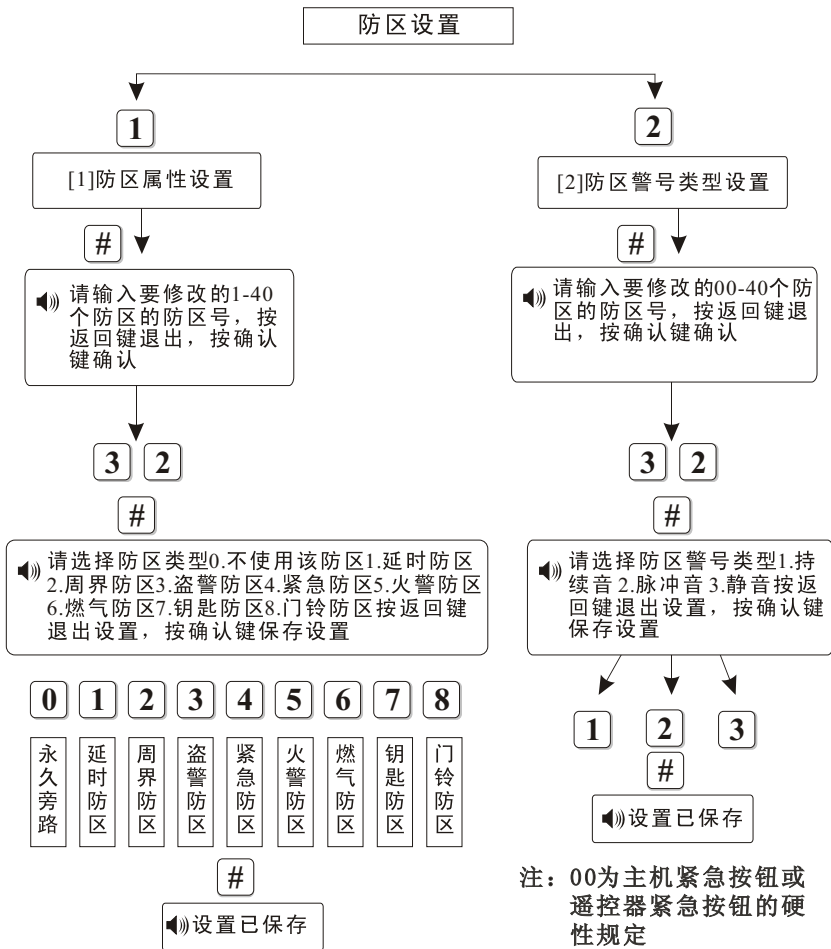 防区设置
1
[1]防区属性设置
#
请输入要修改的1-40
个防区的防区号，按
返回键退出，按确认
键确认
3 2
#
请选择防区类型0.不使用该防区1.延时防区
2.周界防区3.盗警防区4.紧急防区5.火警防区
6.燃气防区7.钥匙防区8.门铃防区按返回键
退出设置，按确认键保存设置
0 1 2 3 4 5 6 7 8
永久旁路
延时防区
周界防区
盗警防区
紧急防区
火警防区
燃气防区
钥匙防区
门铃防区
#
设置已保存
2
[2]防区警号类型设置
#
请输入要修改的00-40个防
区的防区号，按返回键退
出，按确认键确认
3 2
#
请选择防区警号类型1.持
续音2.脉冲音3.静音按返
回键退出设置，按确认键
保存设置
1 2 3
#
设置已保存
注：00为主机紧急按钮或
遥控器紧急按钮的硬
性规定